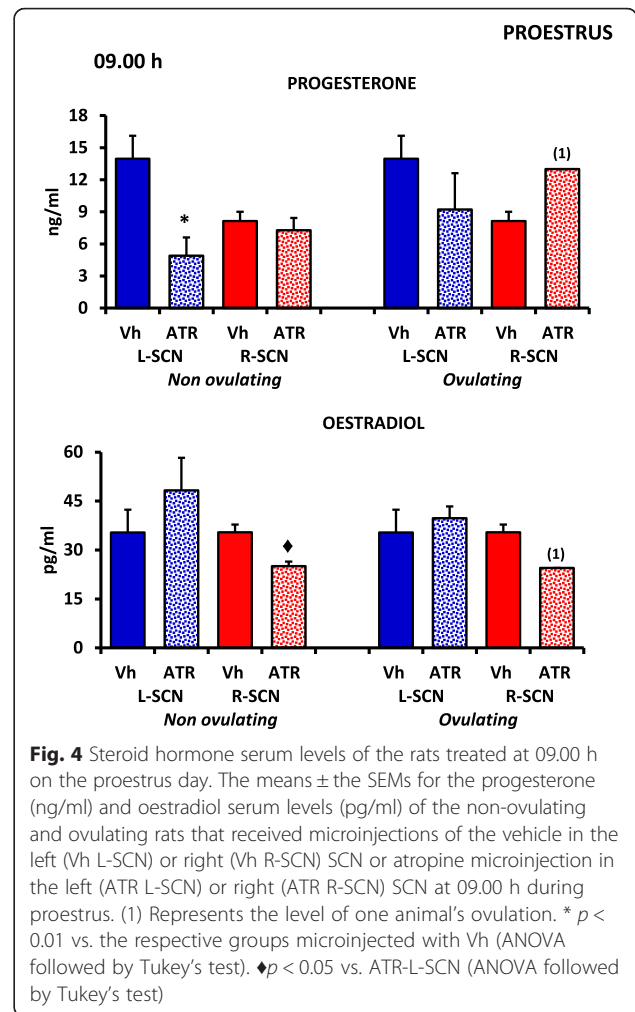 PROESTRUS
09.00 h
PROGESTERONE
18
15
12
9
6
3
0
ng/ml
*
(1)
Vh ATR Vh ATR Vh ATR Vh ATR
L-SCN R-SCN L-SCN R-SCN
Non ovulating Ovulating
OESTRADIOL
60
45
30
15
0
pg/ml
♦
(1)
Vh ATR Vh ATR Vh ATR Vh ATR
L-SCN R-SCN L-SCN R-SCN
Non ovulating Ovulating
Fig. 4 Steroid hormone serum levels of the rats treated at 09.00 h
on the proestrus day. The means ± the SEMs for the progesterone
(ng/ml) and oestradiol serum levels (pg/ml) of the non-ovulating
and ovulating rats that received microinjections of the vehicle in the
left (Vh L-SCN) or right (Vh R-SCN) SCN or atropine microinjection in
the left (ATR L-SCN) or right (ATR R-SCN) SCN at 09.00 h during
proestrus. (1) Represents the level of one animal's ovulation. * p <
0.01 vs. the respective groups microinjected with Vh (ANOVA
followed by Tukey's test). ♦p < 0.05 vs. ATR-L-SCN (ANOVA followed
by Tukey's test)